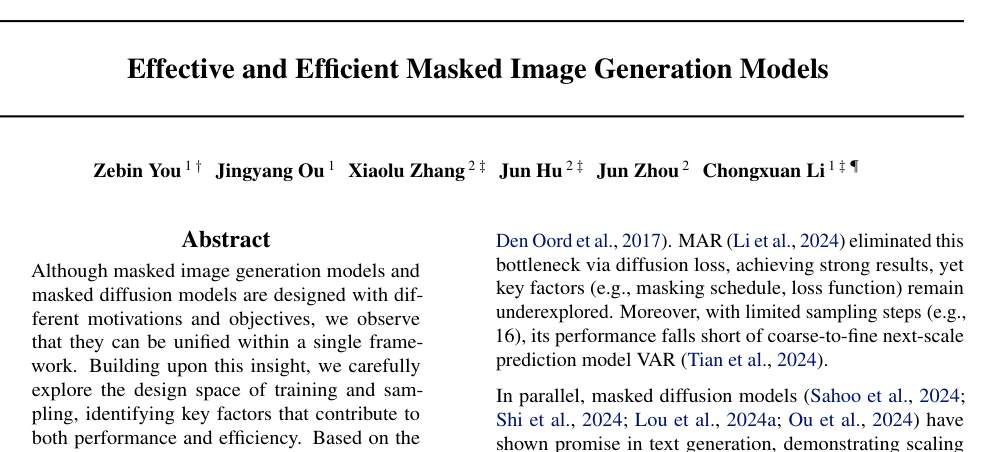 Effective and Efficient Masked Image Generation Models
Zebin You 1 † Jingyang Ou 1 Xiaolu Zhang 2 ‡ Jun Hu 2 ‡ Jun Zhou 2 Chongxuan Li 1 ‡ ¶
Abstract
Although masked image generation models and
masked diffusion models are designed with dif-
ferent motivations and objectives, we observe
that they can be unified within a single frame-
work. Building upon this insight, we carefully
explore the design space of training and sam-
pling, identifying key factors that contribute to
both performance and efficiency. Based on the
Den Oord et al., 2017). MAR (Li et al., 2024) eliminated this
bottleneck via diffusion loss, achieving strong results, yet
key factors (e.g., masking schedule, loss function) remain
underexplored. Moreover, with limited sampling steps (e.g.,
16), its performance falls short of coarse-to-fine next-scale
prediction model VAR (Tian et al., 2024).
In parallel, masked diffusion models (Sahoo et al., 2024;
Shi et al., 2024; Lou et al., 2024a; Ou et al., 2024) have
shown promise in text generation, demonstrating scaling